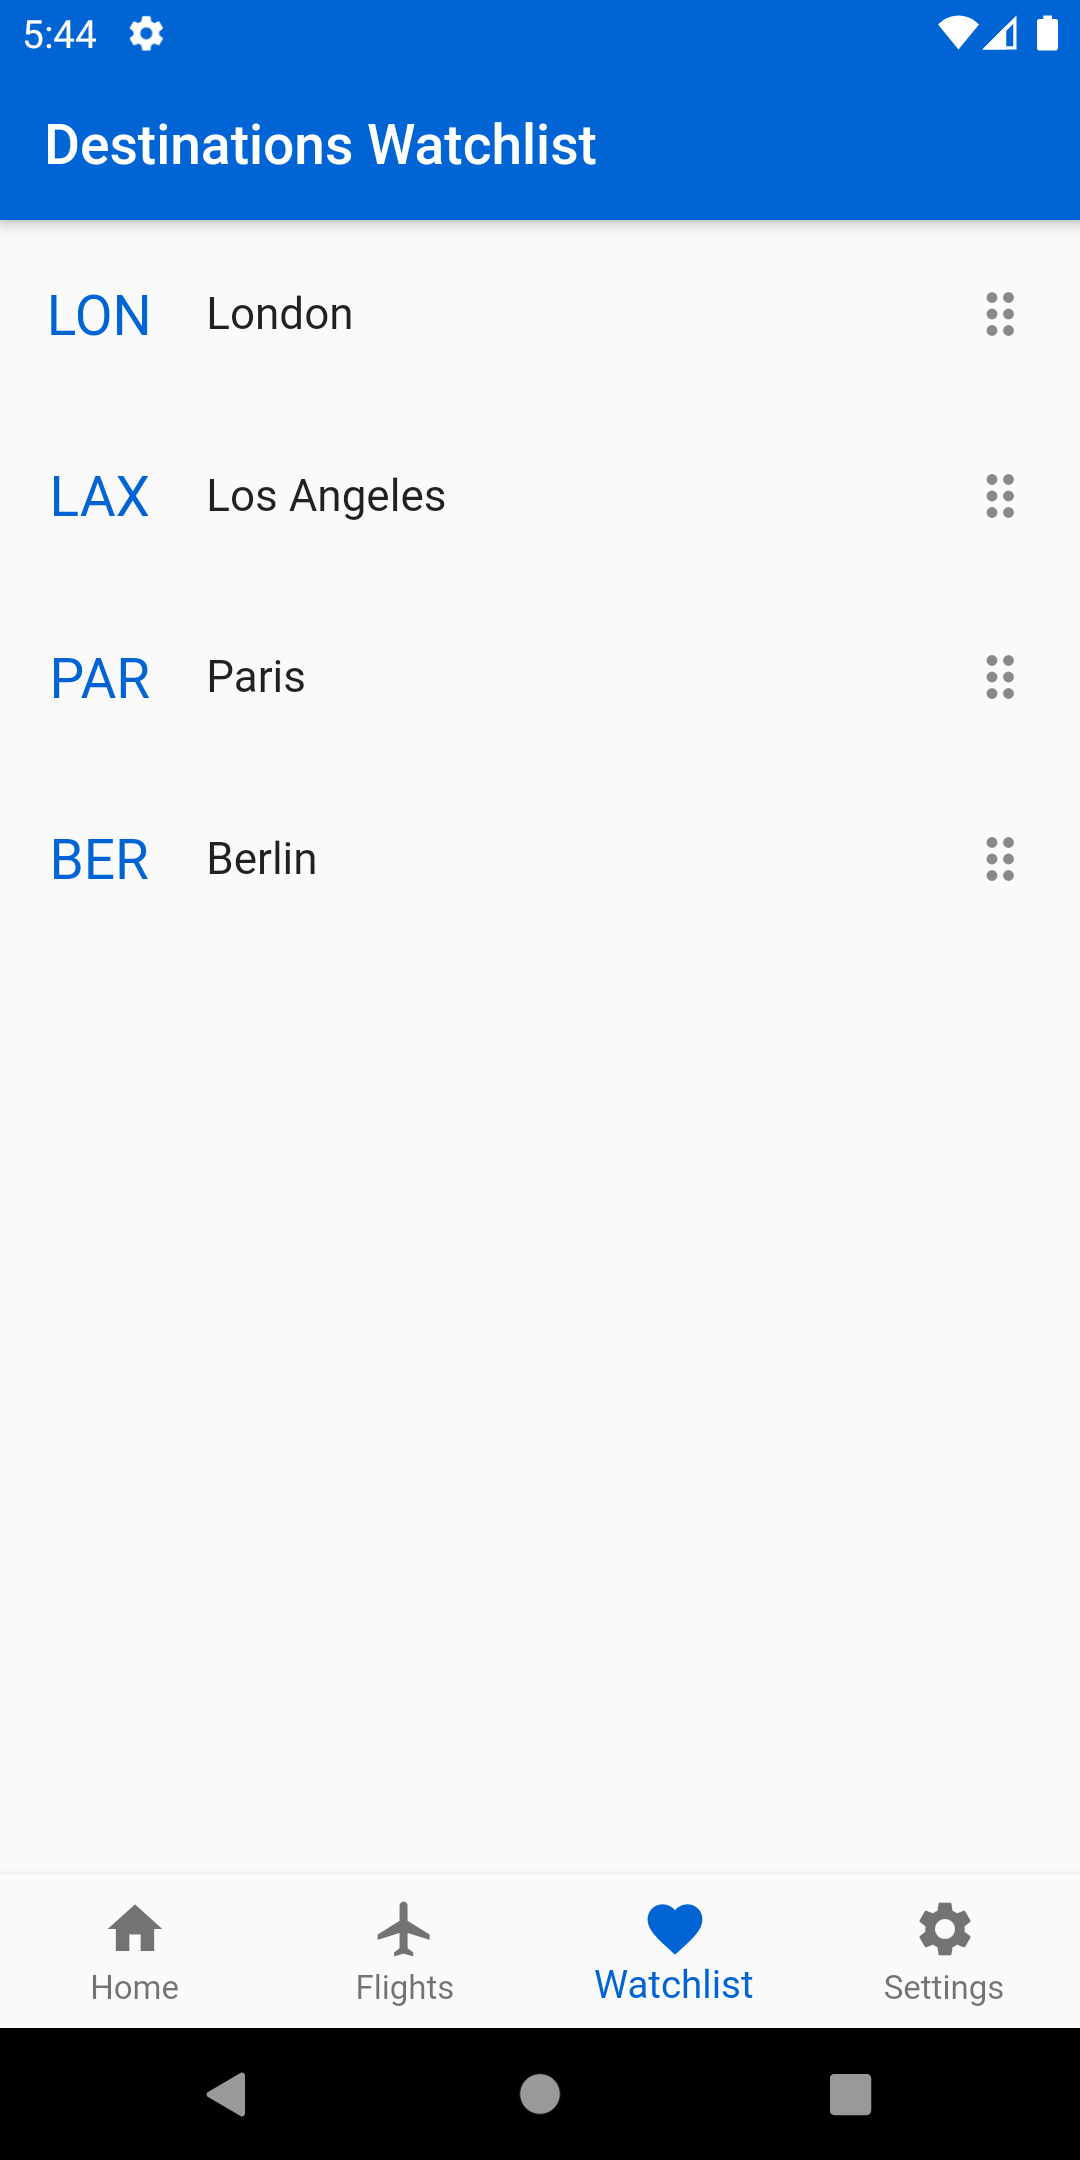 5:44
Destinations Watchlist
LON London
LAX Los Angeles
PAR Paris
BER Berlin
Home Flights Watchlist Settings